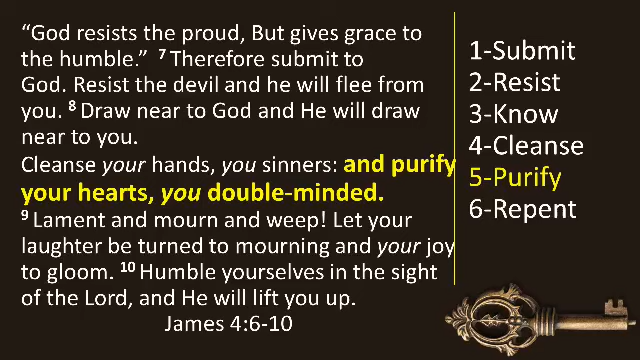 “God resists the proud, But gives grace to
the humble.” 7 Therefore submit to
God. Resist the devil and he will flee from
you. 8 Draw near to God and He will draw
near to you.
Cleanse your hands, you sinners: and purify
your hearts, you double-minded.
9 Lament and mourn and weep! Let your
laughter be turned to mourning and your joy
to gloom. 10 Humble yourselves in the sight
of the Lord, and He will lift you up.
James 4:6-10
1-Submit
2-Resist
3-Know
4-Cleanse
5-Purify
6-Repent